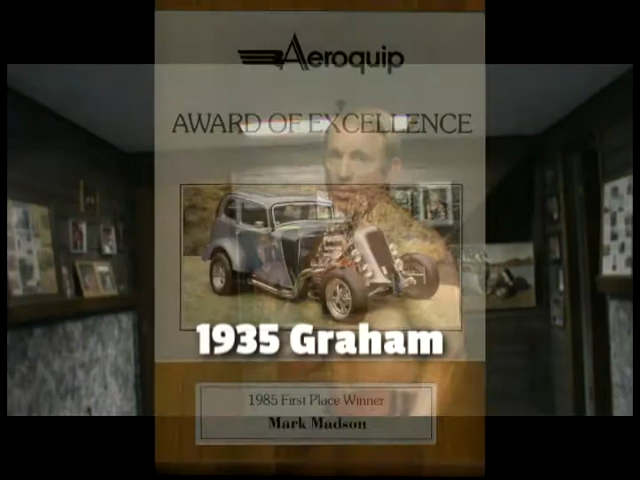 Aeroquip
AWARD OF EXCELLENCE
1935 Graham
1985 First Place Winner
Mark Madson